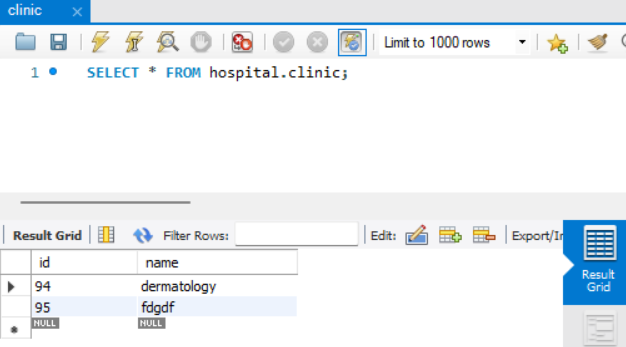 clinic
Limit to 1000 rows
1 SELECT * FROM hospital.clinic;
Result Grid Filter Rows: Edit: Export/Im
id name
94 dermatology
95 fdgdf
NULL NULL
Result
Grid